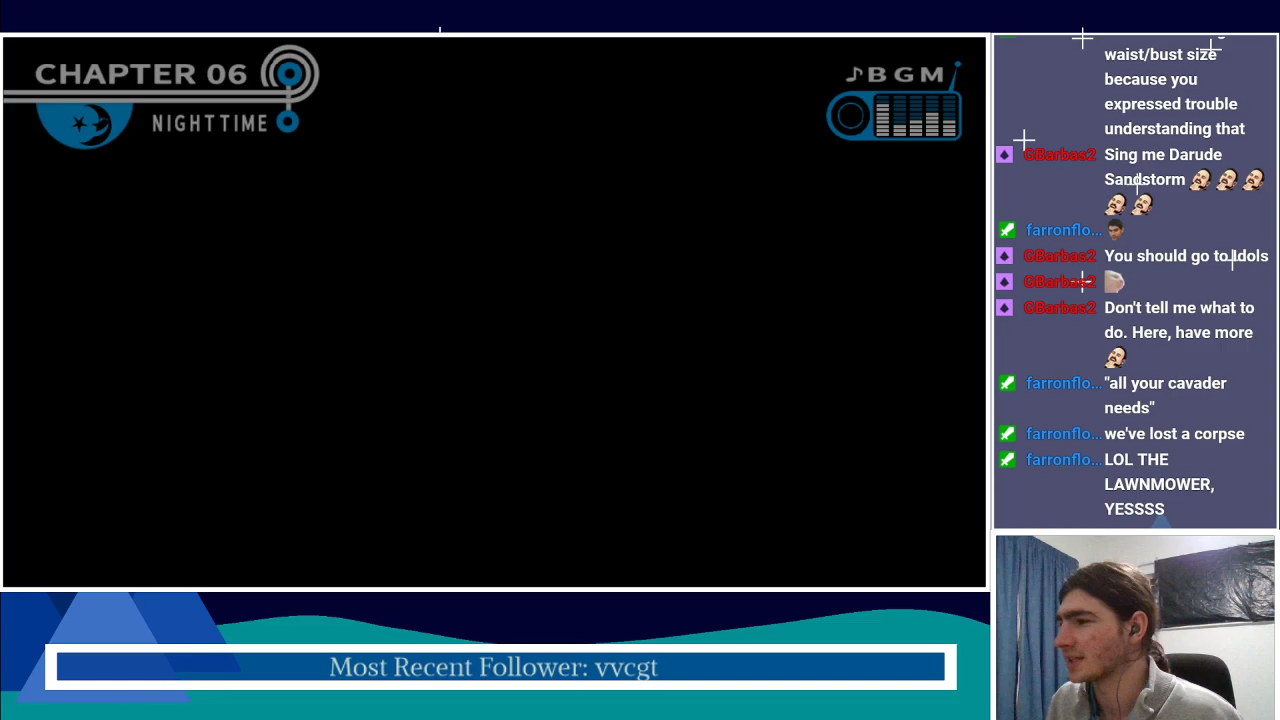 CHAPTER 06
NIGHTTIME
♪BGM
waist/bust size
because you
expressed trouble
understanding that
GBarbas2 Sing me Darude
Sandstorm
farronflo...
GBarbas2 You should go to Idols
GBarbas2
GBarbas2 Don't tell me what to
do. Here, have more
farronflo... "all your cavader
needs"
farronflo... we've lost a corpse
farronflo... LOL THE
LAWNMOWER,
YESSSS
Most Recent Follower: vvcgt